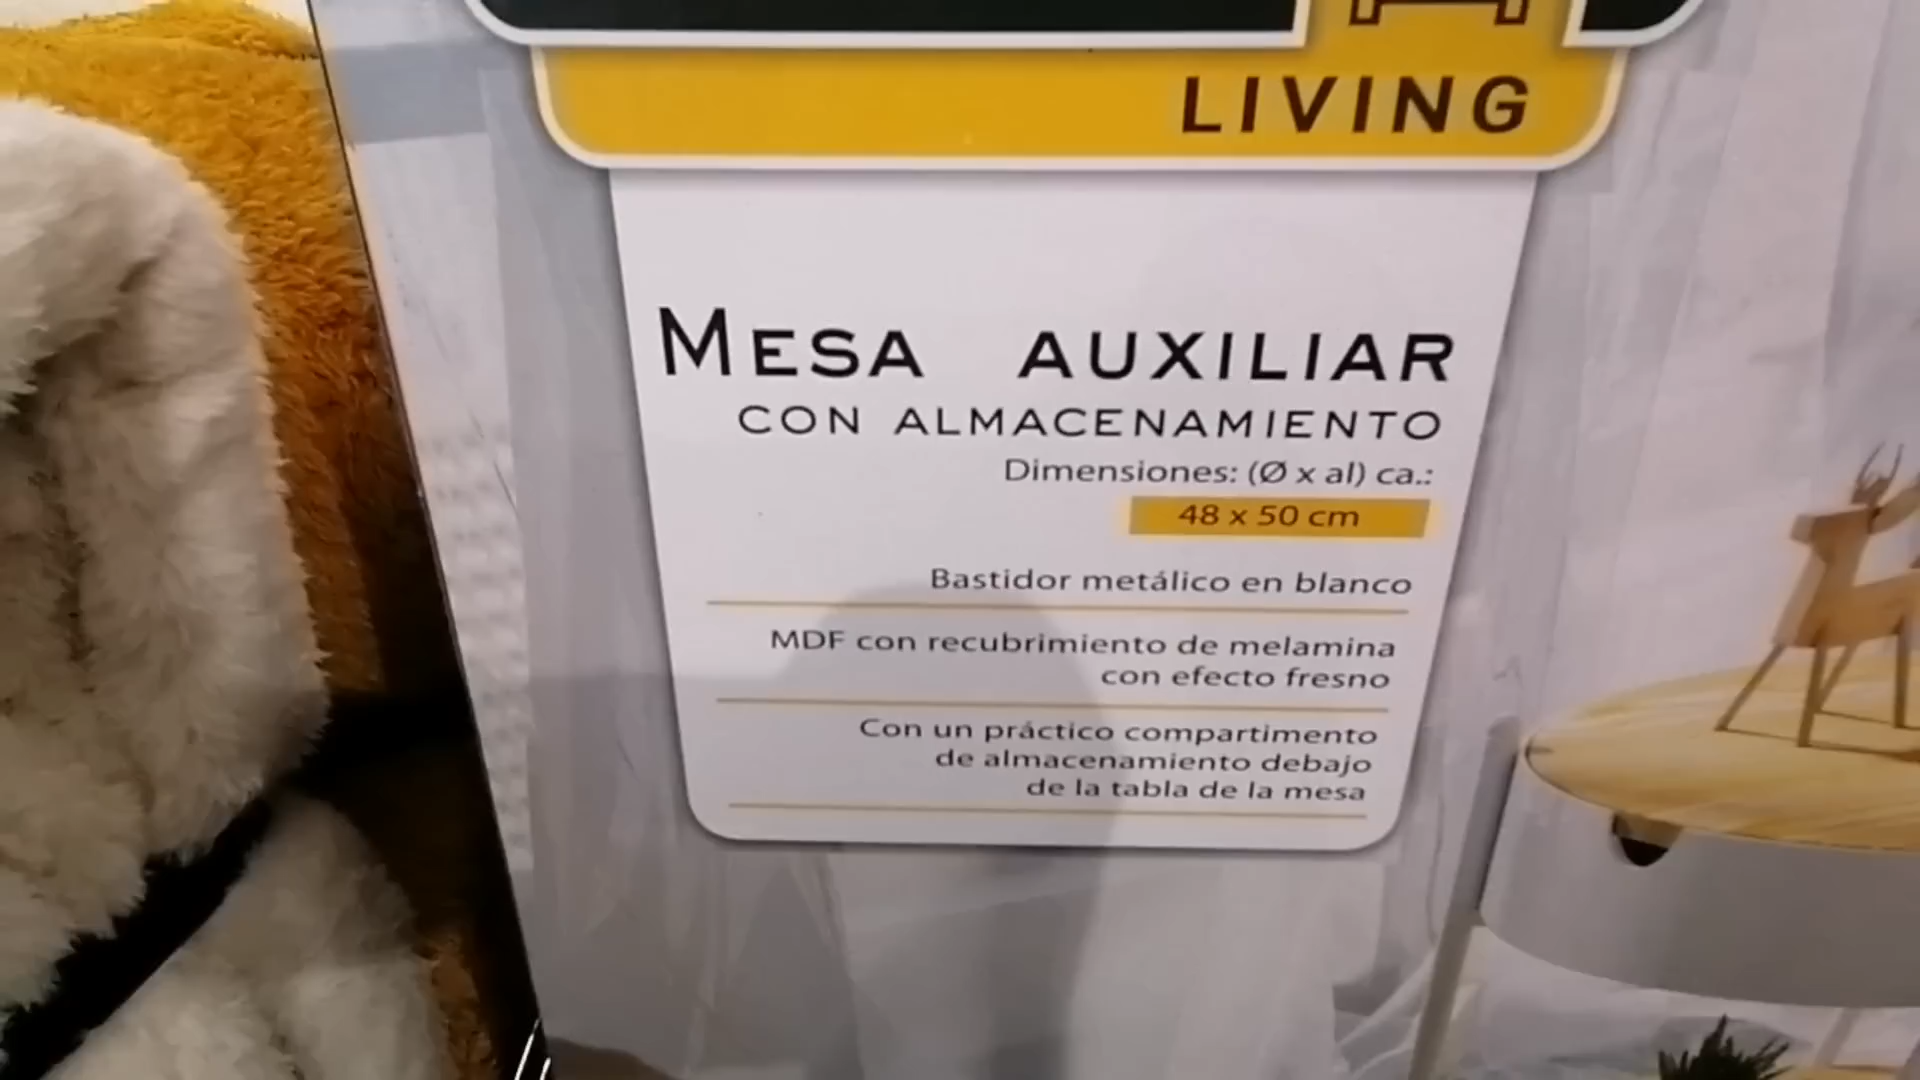 LIVING
MESA AUXILIAR
CON ALMACENAMIENTO
Dimensiones: (Ø x al) ca.:
48 x 50 cm
Bastidor metálico en blanco
MDF con recubrimiento de melamina
con efecto fresno
Con un práctico compartimento
de almacenamiento debajo
de la tabla de la mesa